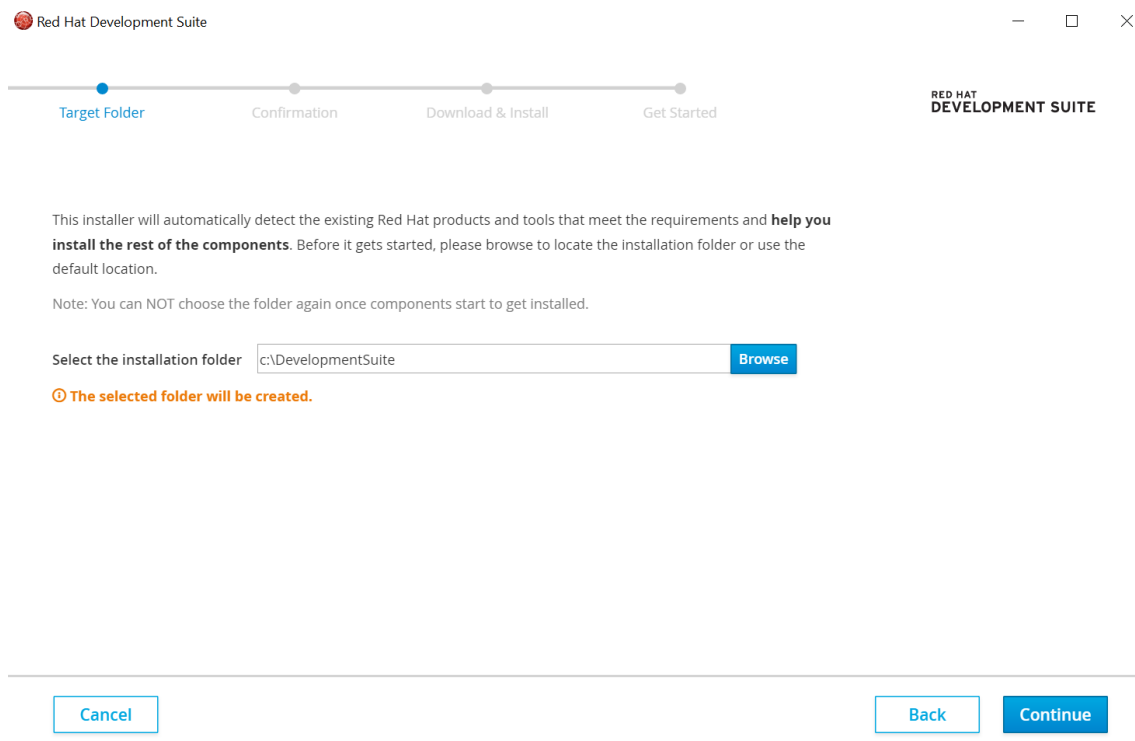 Red Hat Development Suite
Target Folder
Confirmation
Download & Install
Get Started
RED HAT
DEVELOPMENT SUITE
This installer will automatically detect the existing Red Hat products and tools that meet the requirements and help you
install the rest of the components. Before it gets started, please browse to locate the installation folder or use the
default location.
Note: You can NOT choose the folder again once components start to get installed.
Select the installation folder
c:\DevelopmentSuite
Browse
The selected folder will be created.
Cancel
Back
Continue